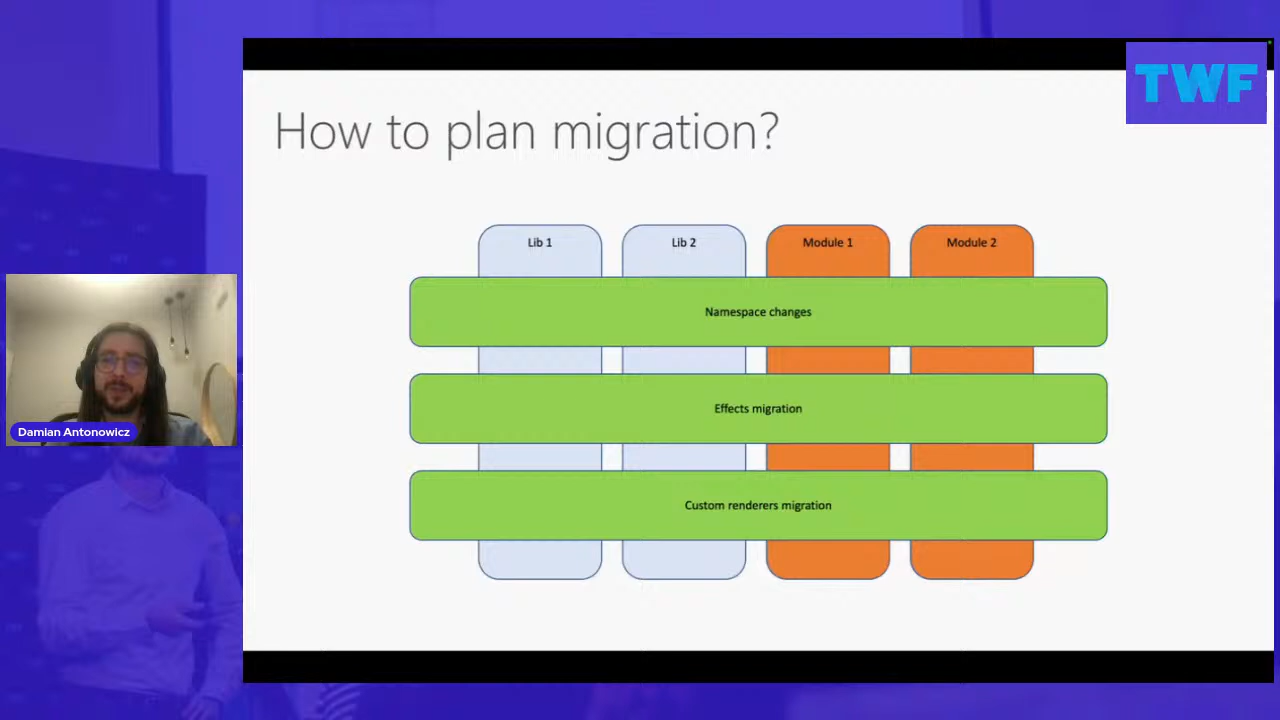 TWF
How to plan migration?
Lib 1
Lib 2
Module 1
Module 2
Namespace changes
Effects migration
Custom renderers migration
Damian Antonowicz